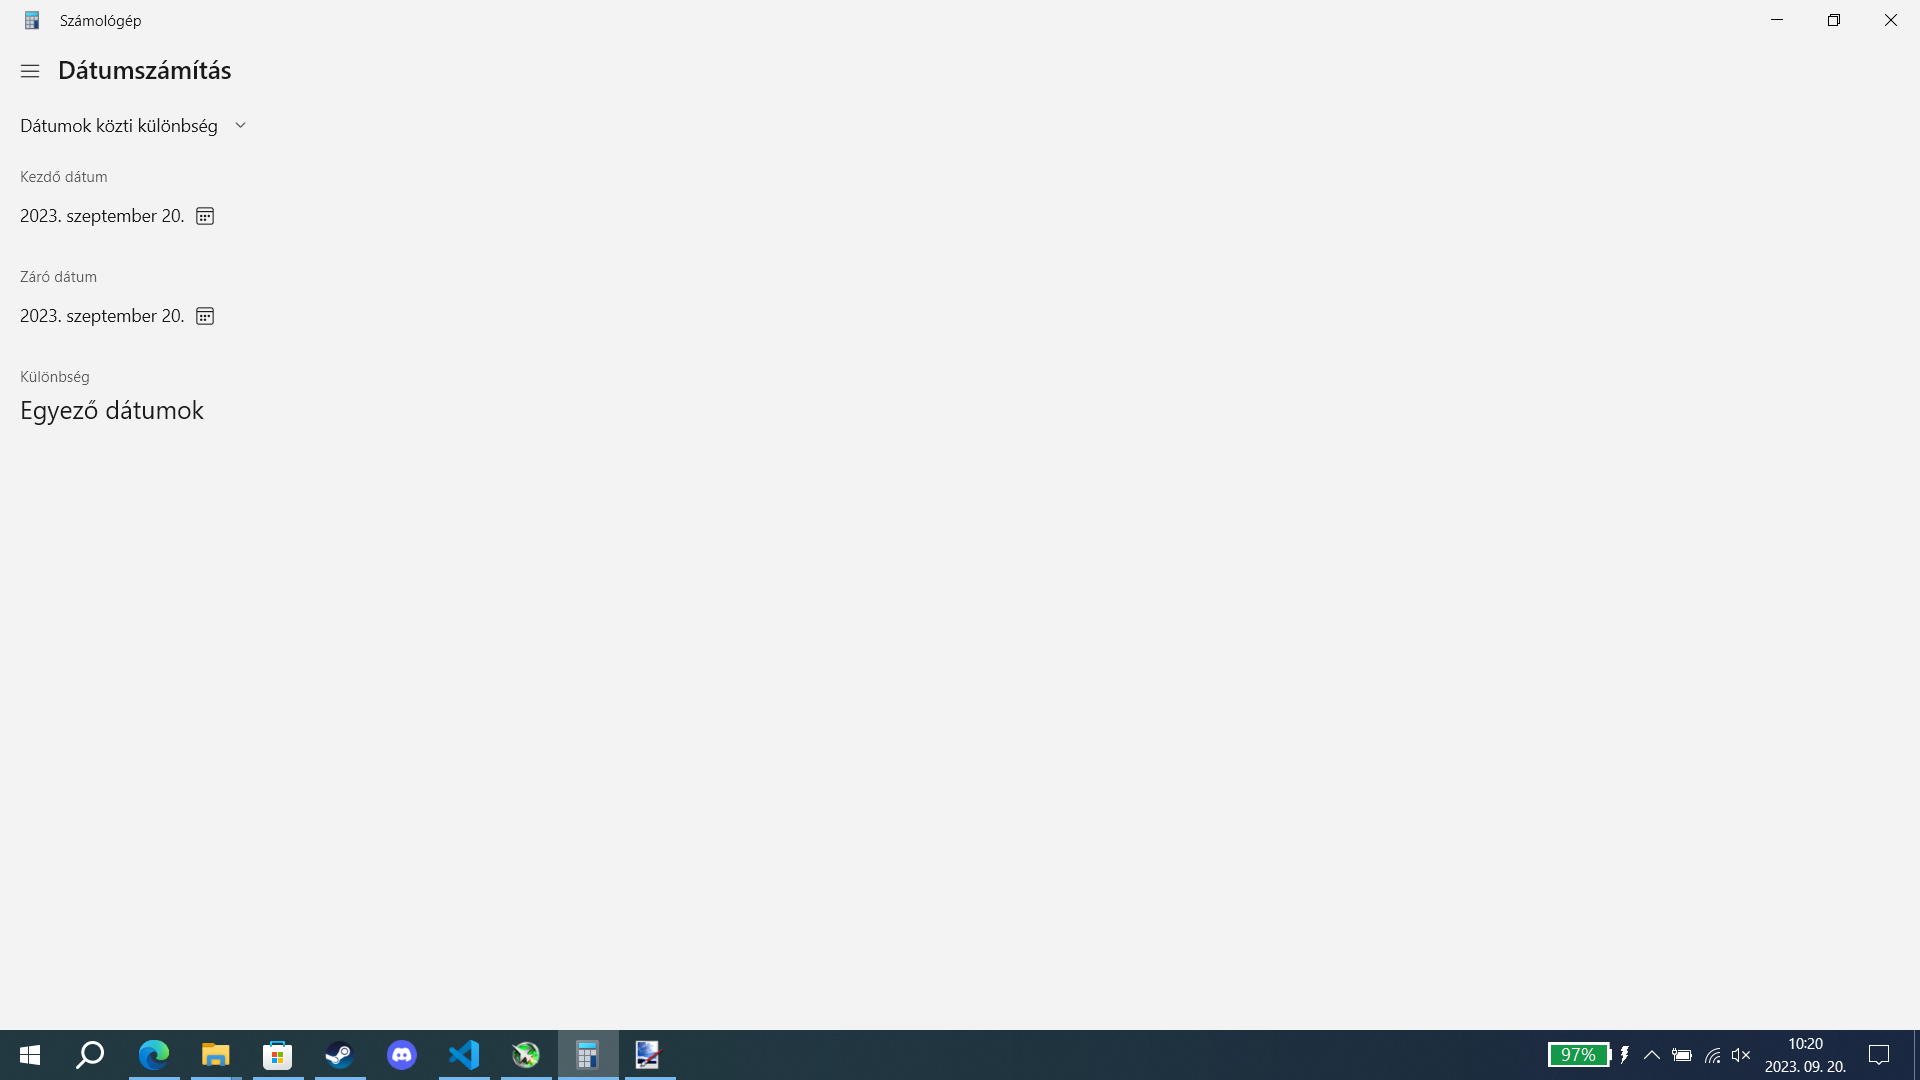 Számológép
Dátumszámítás
Dátumok közti különbség
Kezdő dátum
2023. szeptember 20.
Záró dátum
2023. szeptember 20.
Különbség
Egyező dátumok
97%
10:20
2023. 09. 20.